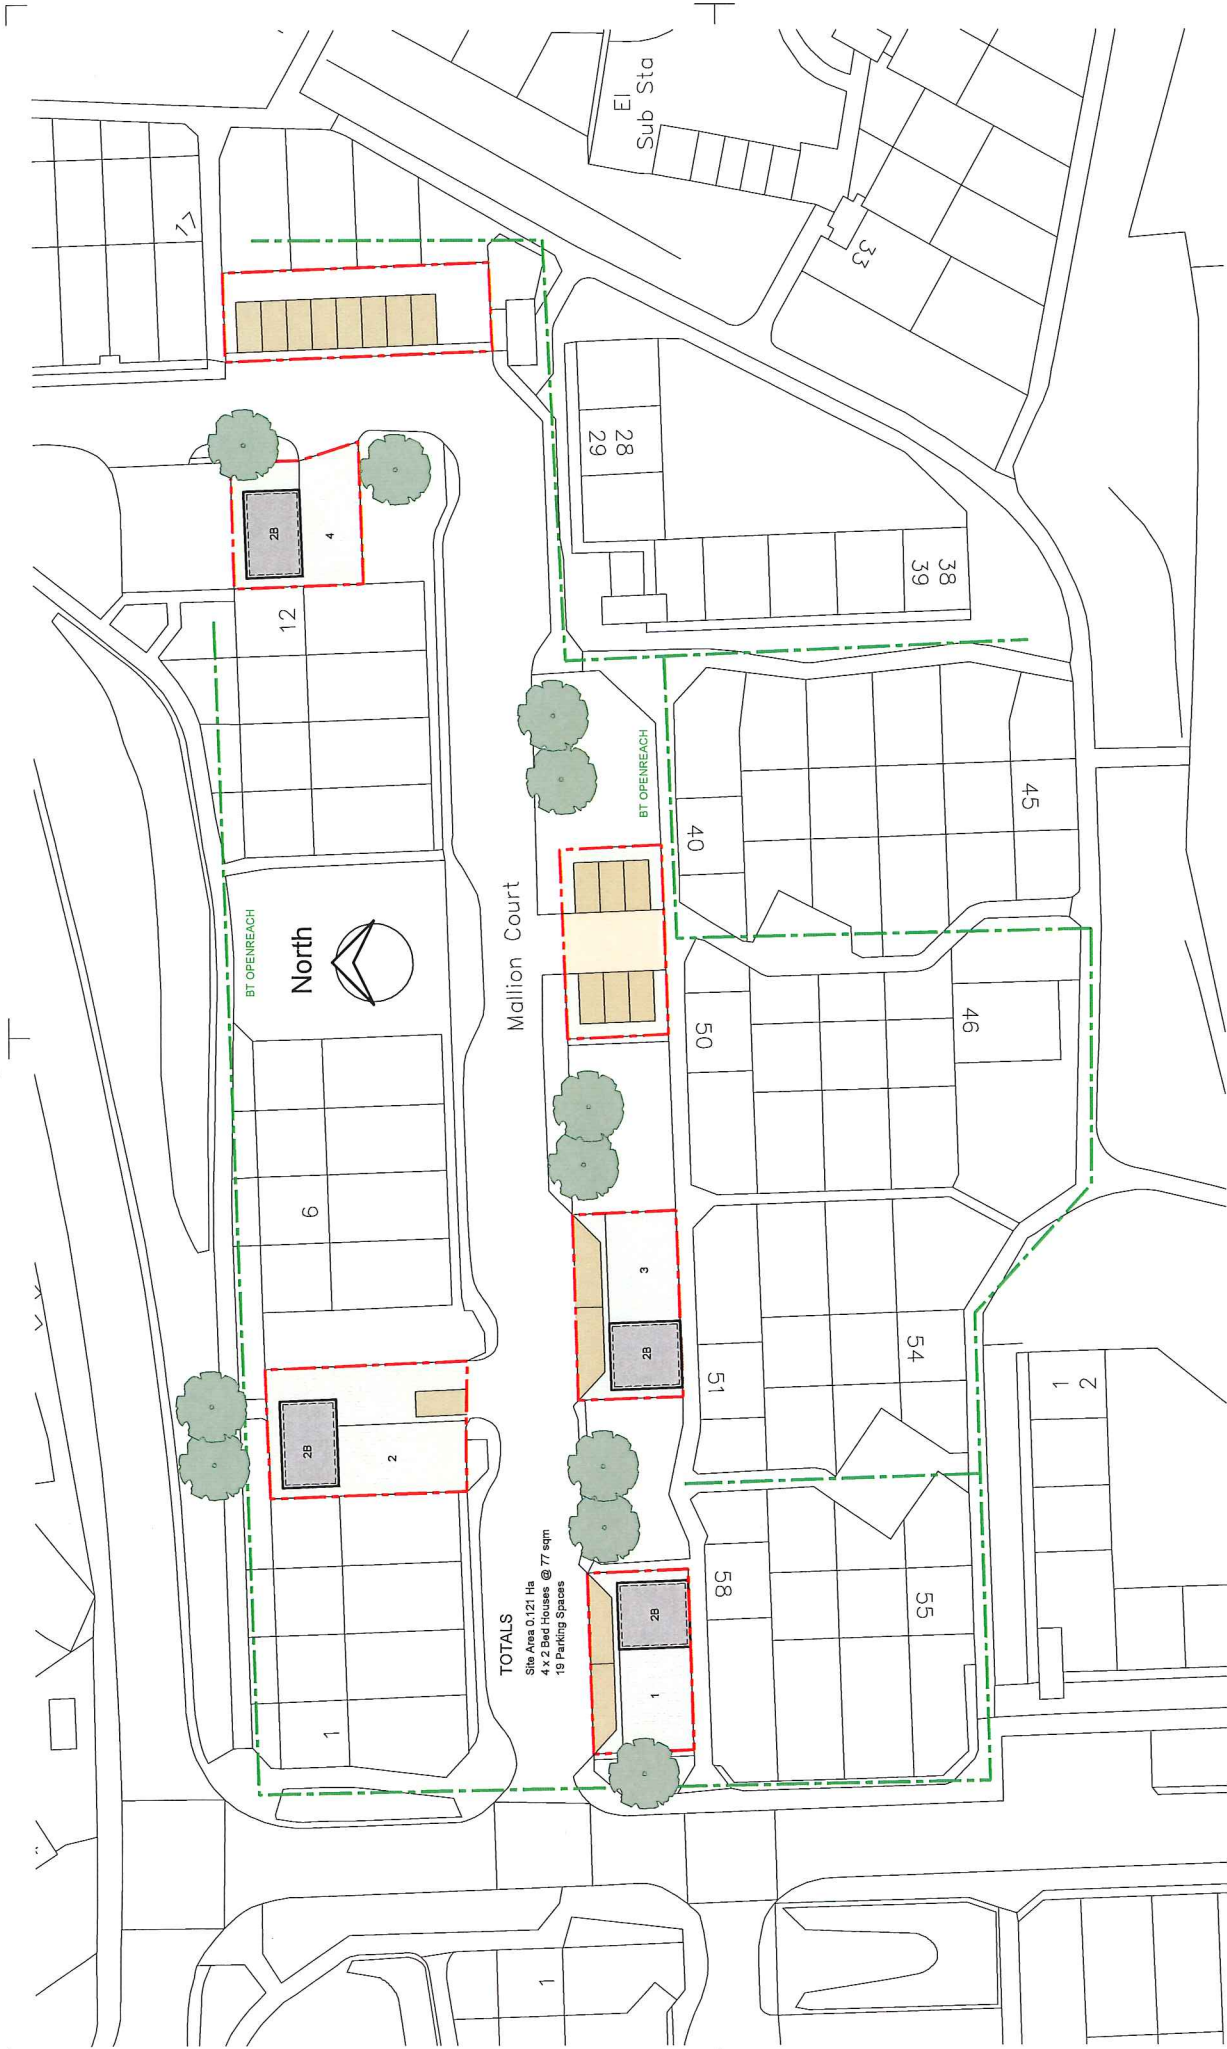 El
Sub Sta
17
33
28
29
38
39
2B
4
12
45
40
BT OPENREACH
BT OPENREACH
North
Mallion Court
50
46
9
3
2B
51
54
1
2
2B
2
58
55
2B
1
TOTALS
Site Area 0.121 Ha
4 x 2 Bed Houses @ 77 sqm
19 Parking Spaces
1
1